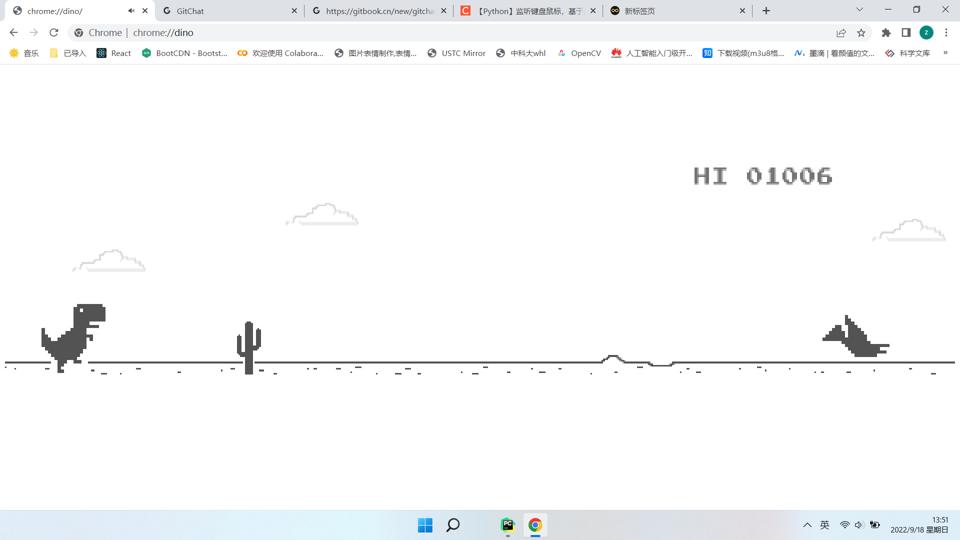 chrome://dino/
GitChat
https://gitbook.cn/new/gitcha
【Python】监听键盘鼠标，基于
新标签页
Chrome | chrome://dino
z
音乐
已导入
React
BootCDN - Bootst...
欢迎使用 Colabora...
图片表情制作,表情...
USTC Mirror
中科大whl
OpenCV
人工智能入门极开...
知
下载视频(m3u8格...
墨滴 | 看颜值的文...
科学文库
»
HI 01006
PC
英
13:51
2022/9/18 星期日